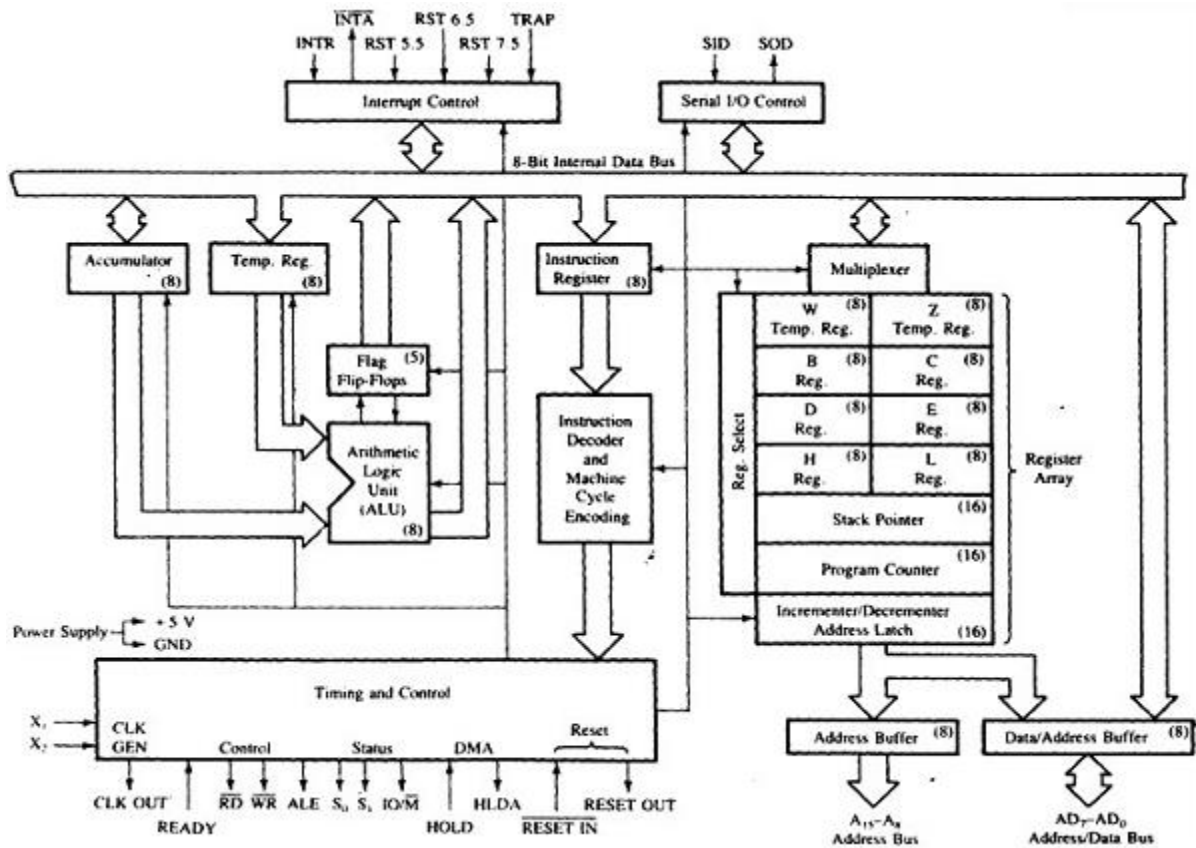 INTA
RST 6.5
TRAP
SID
SOD
INTR
RST 5.5
RST 7.5
Interrupt Control
Serial I/O Control
8-Bit Internal Data Bus
Accumulator
(8)
Temp. Reg.
(8)
Instruction
Register
(8)
Multiplexer
Flag
Flip-Flops
(5)
Arithmetic
Logic
Unit
(ALU)
(8)
Instruction
Decoder
and
Machine
Cycle
Encoding
Reg. Select
W
Temp. Reg.
(8)
Z
Temp. Reg.
(8)
B
Reg.
(8)
C
Reg.
(8)
D
Reg.
(8)
E
Reg.
(8)
H
Reg.
(8)
L
Reg.
(8)
Stack Pointer
(16)
Program Counter
(16)
Incrementer/Decrementer
Address Latch
(16)
Register
Array
Power Supply
+5 V
GND
Timing and Control
X₁
X₂
CLK
GEN
Control
Status
DMA
Reset
CLK OUT
READY
RD
WR
ALE
S₀
S₁
IO/M
HOLD
HLDA
RESET IN
RESET OUT
Address Buffer
(8)
Data/Address Buffer
(8)
A₁₅–A₈
Address Bus
AD₇–AD₀
Address/Data Bus